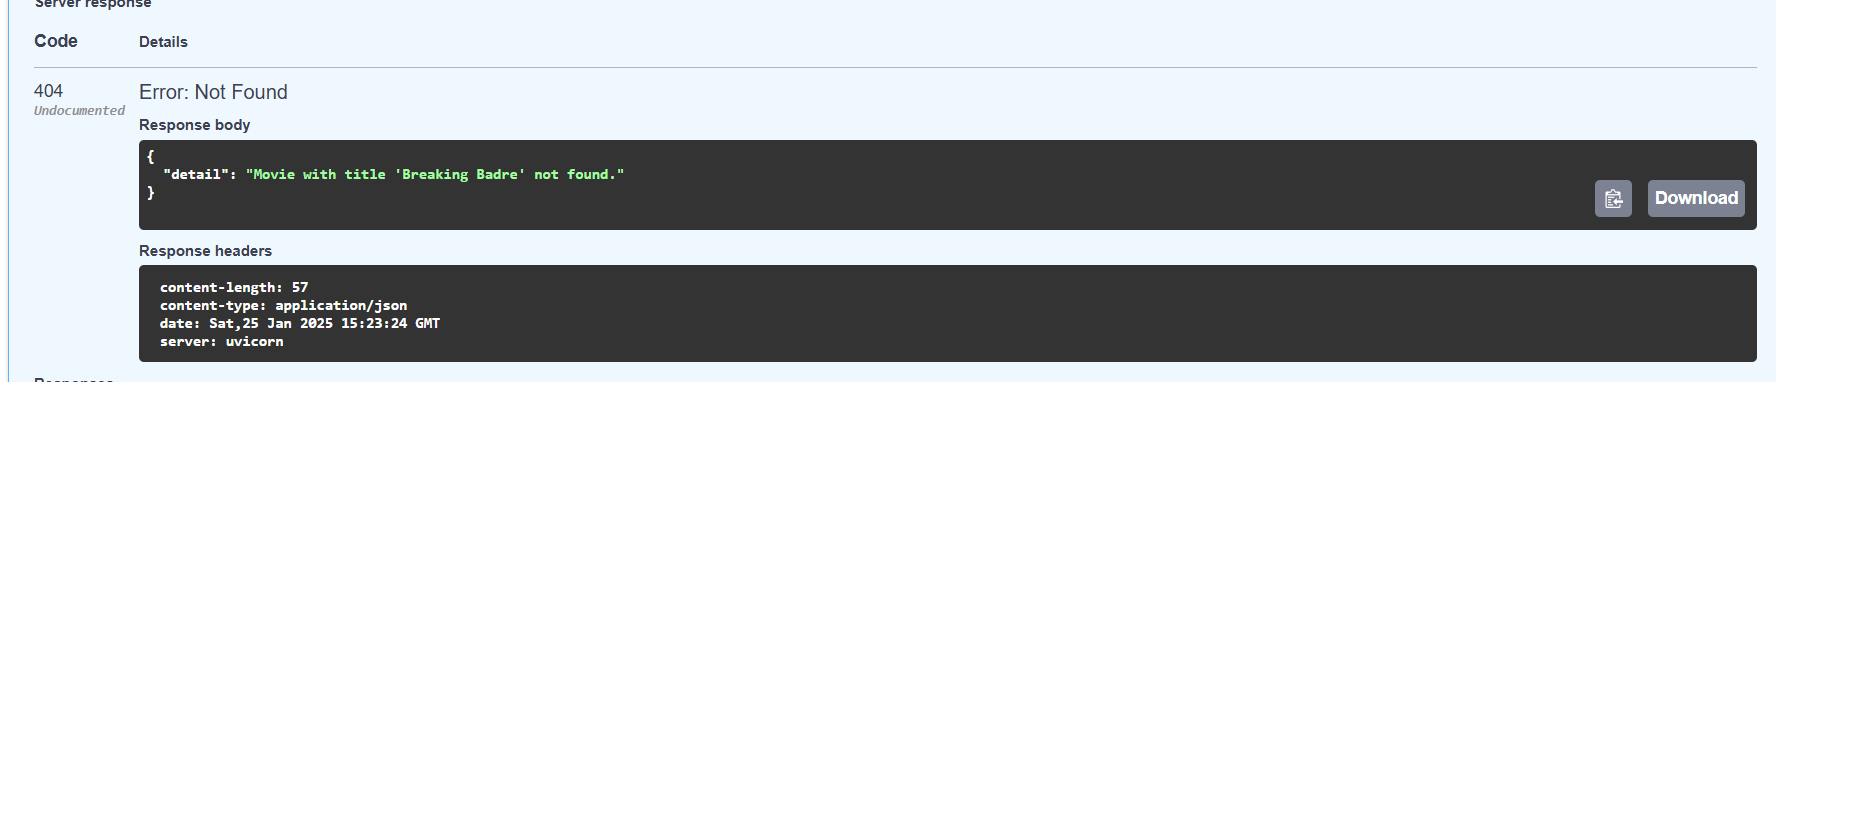 Server response
Code Details
404 Error: Not Found
Undocumented
Response body
{
"detail": "Movie with title 'Breaking Badre' not found."
}
Download
Response headers
content-length: 57
content-type: application/json
date: Sat,25 Jan 2025 15:23:24 GMT
server: uvicorn
Responses